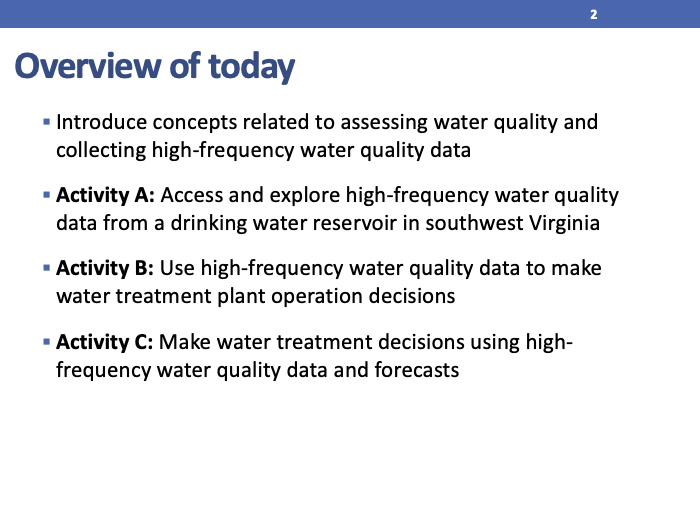 2
Overview of today
▪ Introduce concepts related to assessing water quality and
collecting high-frequency water quality data
▪ Activity A: Access and explore high-frequency water quality
data from a drinking water reservoir in southwest Virginia
▪ Activity B: Use high-frequency water quality data to make
water treatment plant operation decisions
▪ Activity C: Make water treatment decisions using high-
frequency water quality data and forecasts